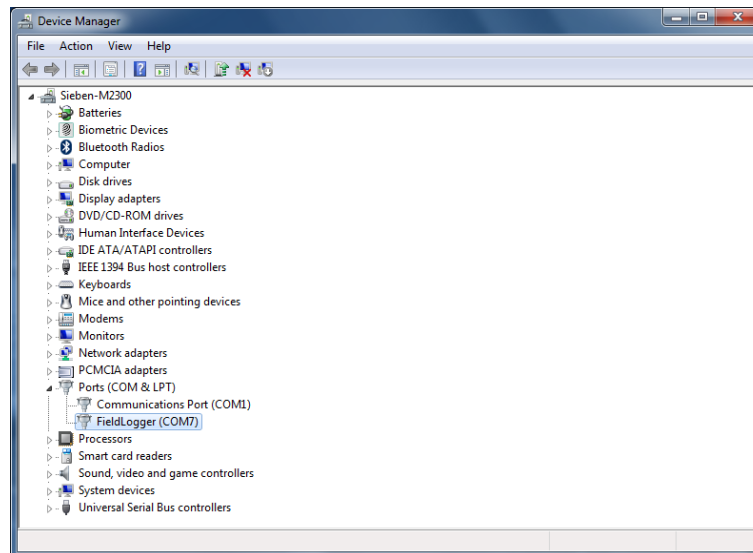 Device Manager
File Action View Help
Sieben-M2300
Batteries
Biometric Devices
Bluetooth Radios
Computer
Disk drives
Display adapters
DVD/CD-ROM drives
Human Interface Devices
IDE ATA/ATAPI controllers
IEEE 1394 Bus host controllers
Keyboards
Mice and other pointing devices
Modems
Monitors
Network adapters
PCMCIA adapters
Ports (COM & LPT)
Communications Port (COM1)
FieldLogger (COM7)
Processors
Smart card readers
Sound, video and game controllers
System devices
Universal Serial Bus controllers